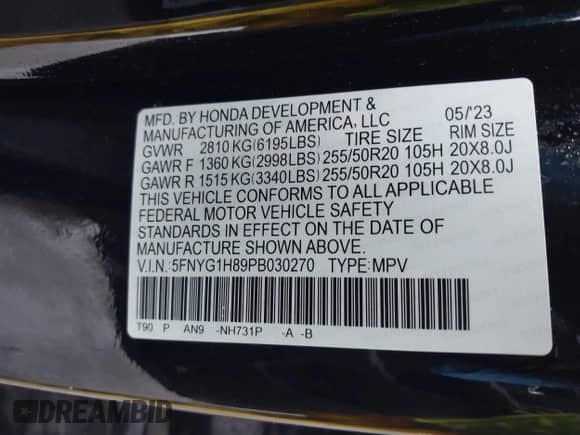 MFD. BY HONDA DEVELOPMENT & 05/'23
MANUFACTURING OF AMERICA, LLC
GVWR 2810 KG(6195LBS) TIRE SIZE RIM SIZE
GAWR F 1360 KG(2998LBS) 255/50R20 105H 20X8.0J
GAWR R 1515 KG(3340LBS) 255/50R20 105H 20X8.0J
THIS VEHICLE CONFORMS TO ALL APPLICABLE
FEDERAL MOTOR VEHICLE SAFETY
STANDARDS IN EFFECT ON THE DATE OF
MANUFACTURE SHOWN ABOVE.
V.I.N.:5FNYG1H89PB030270 TYPE:MPV
T90 P AN9 -NH731P -A -B
DREAMBID